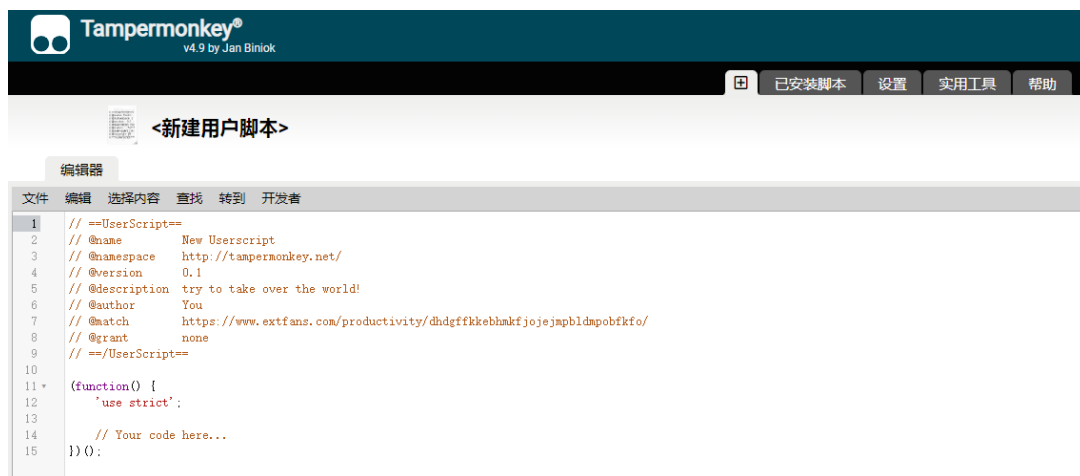 Tampermonkey®
v4.9 by Jan Biniok
已安装脚本 设置 实用工具 帮助
<新建用户脚本>
编辑器
文件 编辑 选择内容 查找 转到 开发者
1 // ==UserScript==
2 // @name New Userscript
3 // @namespace http://tampermonkey.net/
4 // @version 0.1
5 // @description try to take over the world!
6 // @author You
7 // @match https://www.extfans.com/productivity/dhdgffkkebhmkfjojejmpbldmpobfkfo/
8 // @grant none
9 // ==/UserScript==
10
11 (function() {
12 'use strict';
13
14 // Your code here...
15 })();